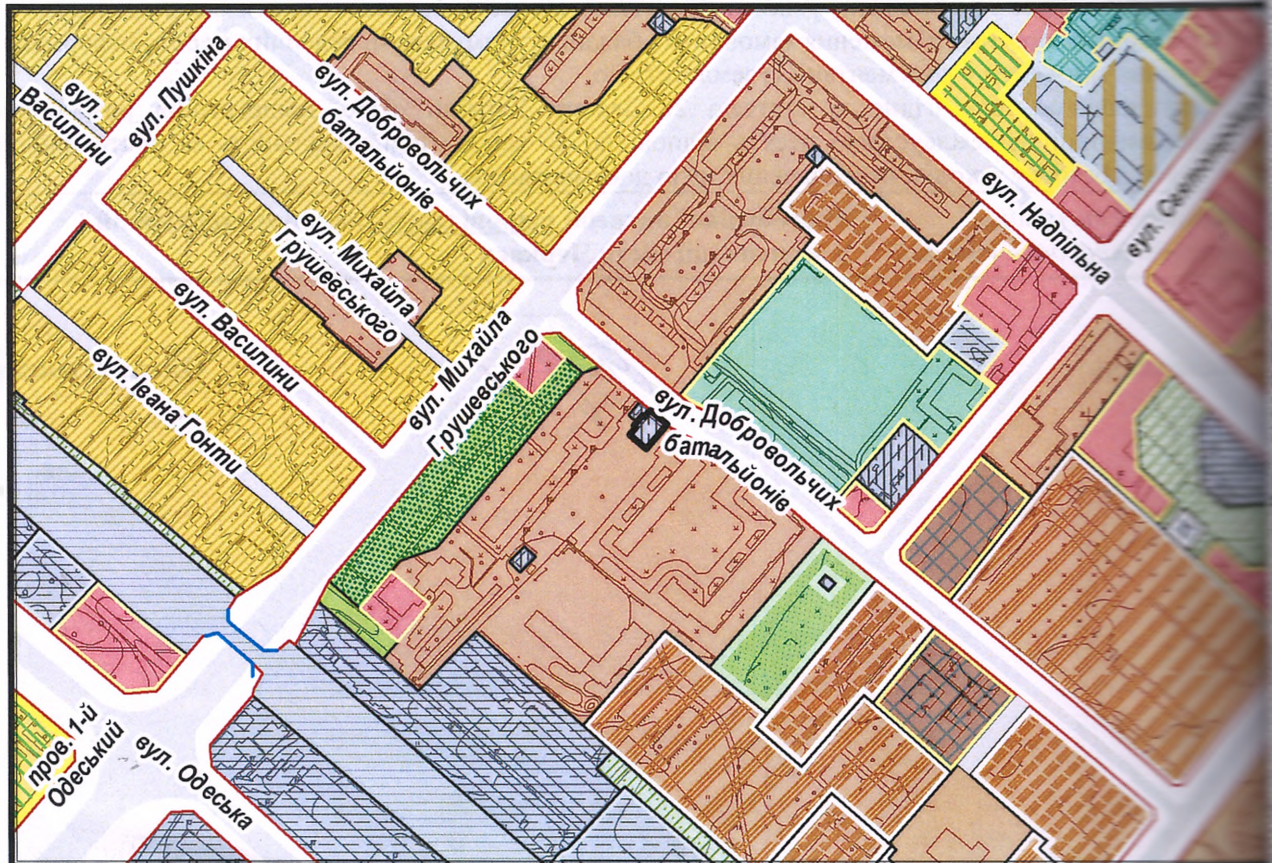 вул.
Василини
вул. Пушкіна
вул. Добровольчих
батальйонів
вул. Михайла
Грушевського
вул. Василини
вул. Івана Гонти
вул. Михайла
Грушевського
вул. Надпільна
вул. Добровольчих
батальйонів
пров. 1-й
Одеський
вул. Одеська